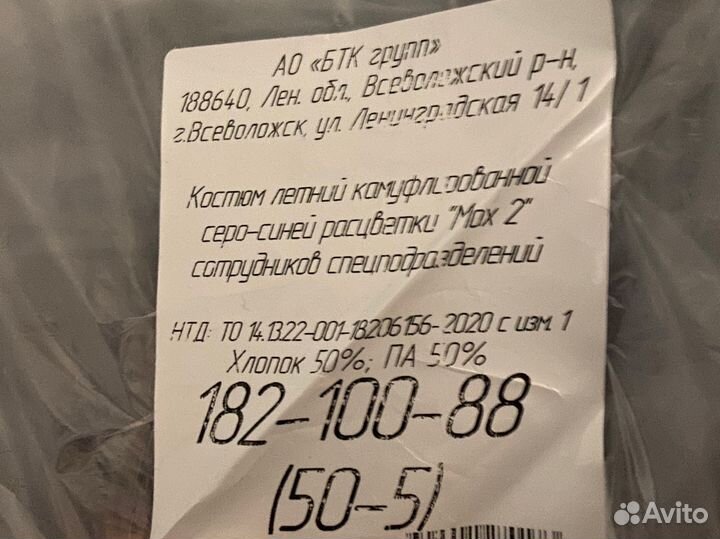 АО «БТК групп»
188640, Лен. обл., Всеволожский р-н,
г.Всеволожск, ул. Ленинградская 14/1
Костюм летний камуфлированной
серо-синей расцветки "Мох 2"
сотрудников спецподразделений
НТД: ТО 14.13.22-001-18206156-2020 с изм. 1
Хлопок 50%; ПА 50%
182-100-88
(50-5)
Avito